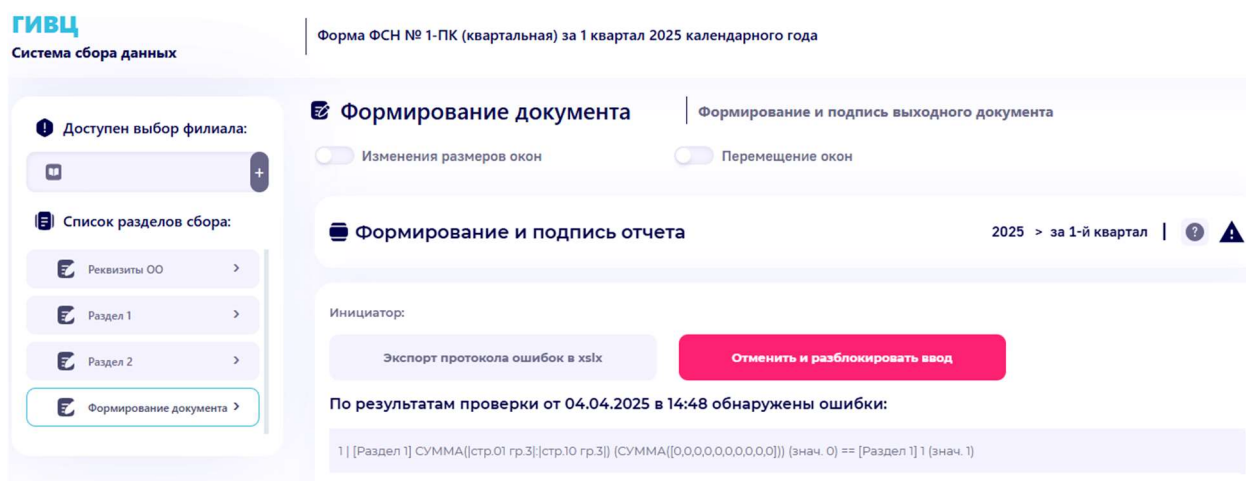 ГИВЦ
Система сбора данных
Форма ФСН № 1-ПК (квартальная) за 1 квартал 2025 календарного года
Доступен выбор филиала:
+
Список разделов сбора:
Реквизиты ОО
Раздел 1
Раздел 2
Формирование документа
Формирование документа
Формирование и подпись выходного документа
Изменения размеров окон
Перемещение окон
Формирование и подпись отчета
2025 > за 1-й квартал
Инициатор:
Экспорт протокола ошибок в xslx
Отменить и разблокировать ввод
По результатам проверки от 04.04.2025 в 14:48 обнаружены ошибки:
1 | [Раздел 1] СУММА(|стр.01 гр.3|:|стр.10 гр.3|) (СУММА([0,0,0,0,0,0,0,0,0,0])) (знач. 0) == [Раздел 1] 1 (знач. 1)